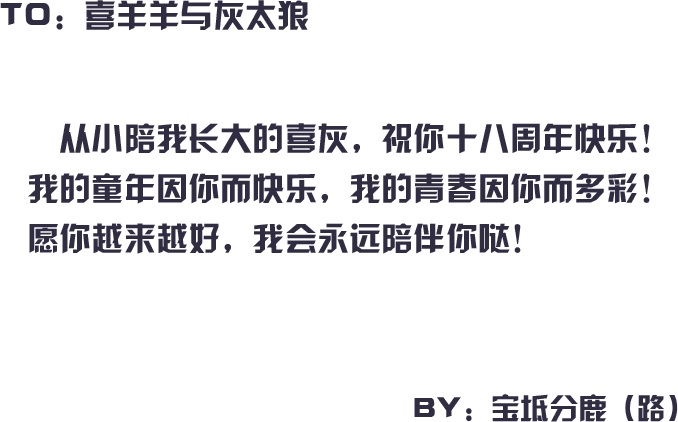 TO：喜羊羊与灰太狼
从小陪我长大的喜灰，祝你十八周年快乐！
我的童年因你而快乐，我的青春因你而多彩！
愿你越来越好，我会永远陪伴你哒！
BY：宝坻分鹿（路）